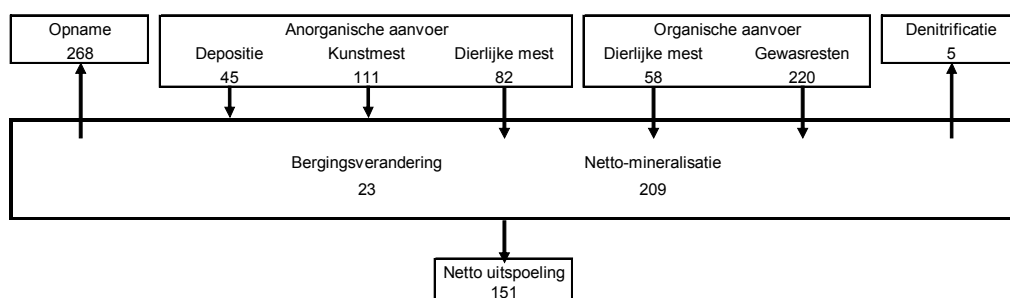 Opname
268
Anorganische aanvoer
Depositie Kunstmest Dierlijke mest
45 111 82
Organische aanvoer
Dierlijke mest Gewasresten
58 220
Denitrificatie
5
Bergingsverandering Netto-mineralisatie
23 209
Netto uitspoeling
151